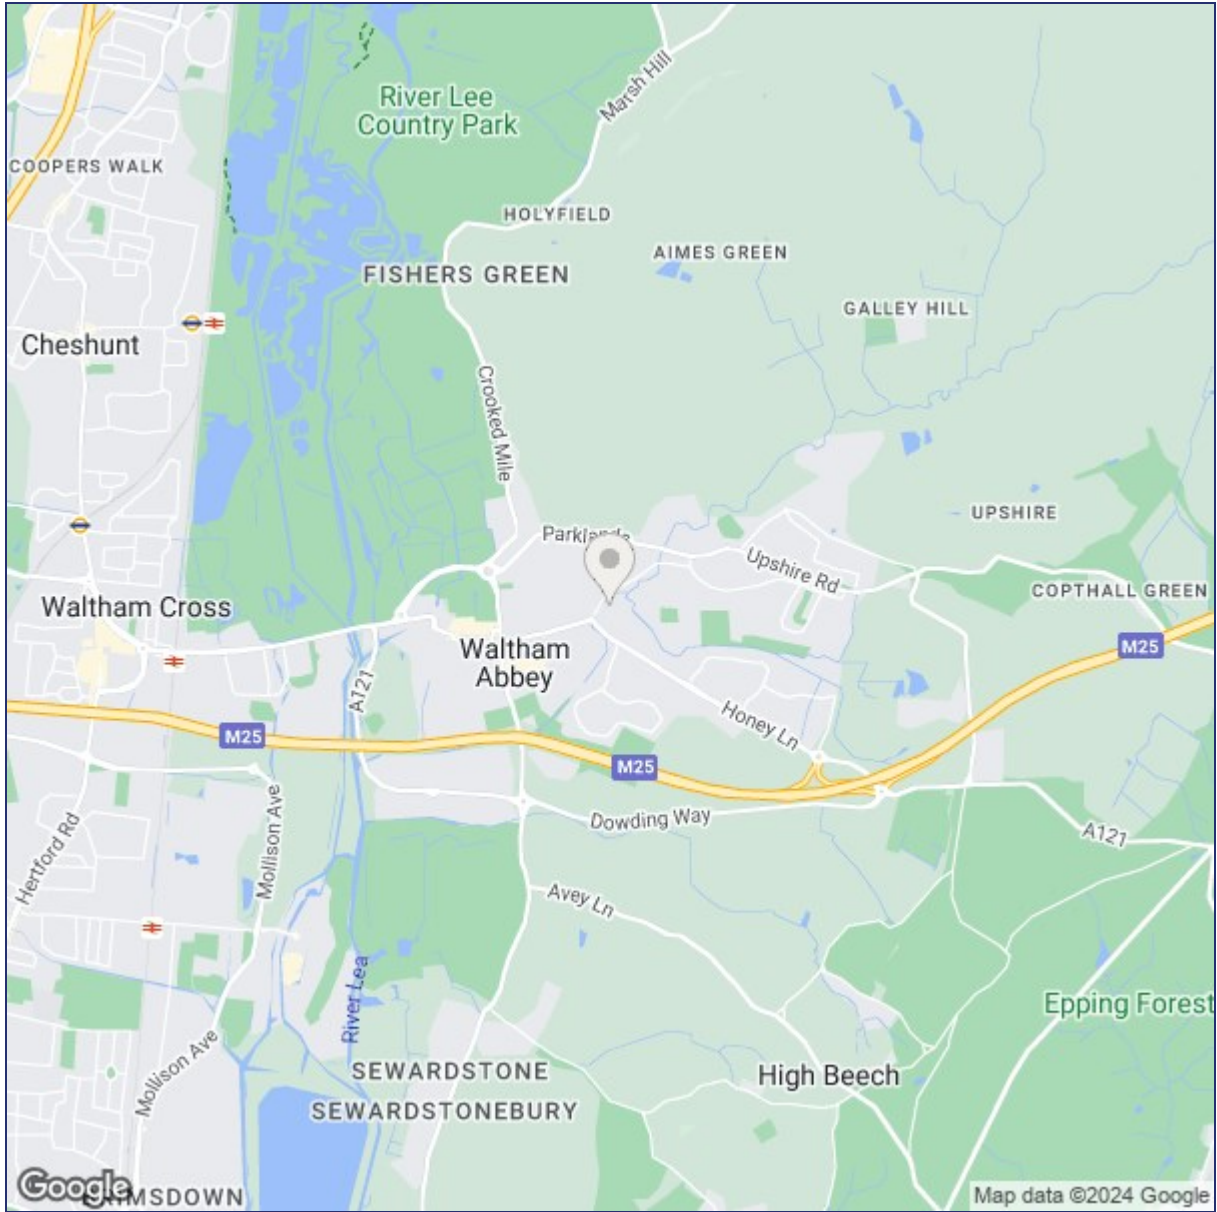 River Lee
Country Park
Marsh Hill
COOPERS WALK
HOLYFIELD
AIMES GREEN
FISHERS GREEN
GALLEY HILL
Cheshunt
Crooked Mile
UPSHIRE
Parklands
Upshire Rd
COPTHALL GREEN
Waltham Cross
Waltham
Abbey
M25
A121
Honey Ln
M25
M25
Dowding Way
A121
Mollison Ave
Hertford Rd
Avey Ln
River Lea
Epping Forest
Mollison Ave
SEWARDSTONE
High Beech
SEWARDSTONEBURY
Google
BRIMSDOWN
Map data ©2024 Google